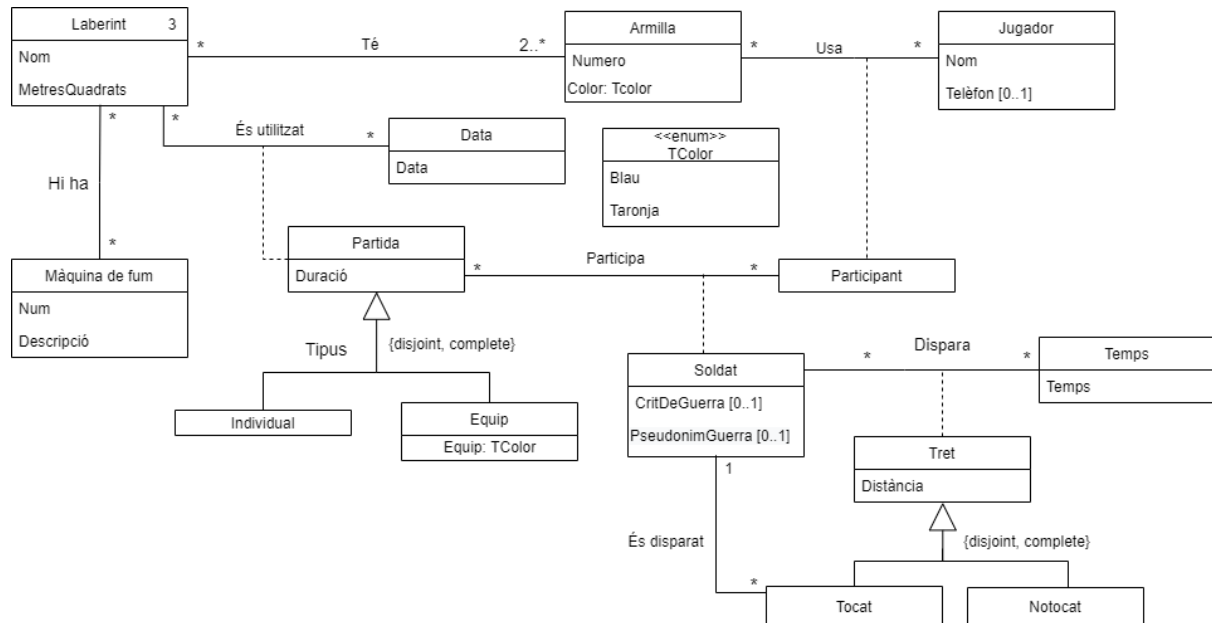 Laberint 3
Nom
MetresQuadrats
*
Té
2..*
Armilla
Numero
Color: Tcolor
*
Usa
*
Jugador
Nom
Telèfon [0..1]
*
*
És utilitzat
*
Data
Data
<<enum>>
TColor
Blau
Taronja
Hi ha
*
Màquina de fum
Num
Descripció
Partida
Duració
*
Participa
*
Participant
Tipus
{disjoint, complete}
Individual
Equip
Equip: TColor
Soldat
CritDeGuerra [0..1]
PseudonimGuerra [0..1]
*
Dispara
*
Temps
Temps
Tret
Distància
1
És disparat
*
{disjoint, complete}
Tocat
Notocat